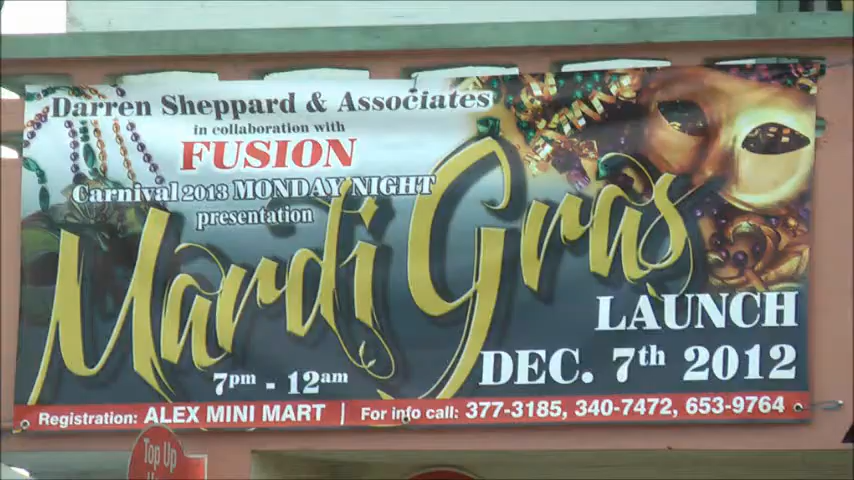 Darren Sheppard & Associates
in collaboration with
FUSION
Carnival 2013 MONDAY NIGHT
presentation
Mardi Gras
LAUNCH
7pm - 12am
DEC. 7th 2012
Registration: ALEX MINI MART | For info call: 377-3185, 340-7472, 653-9764
Top Up